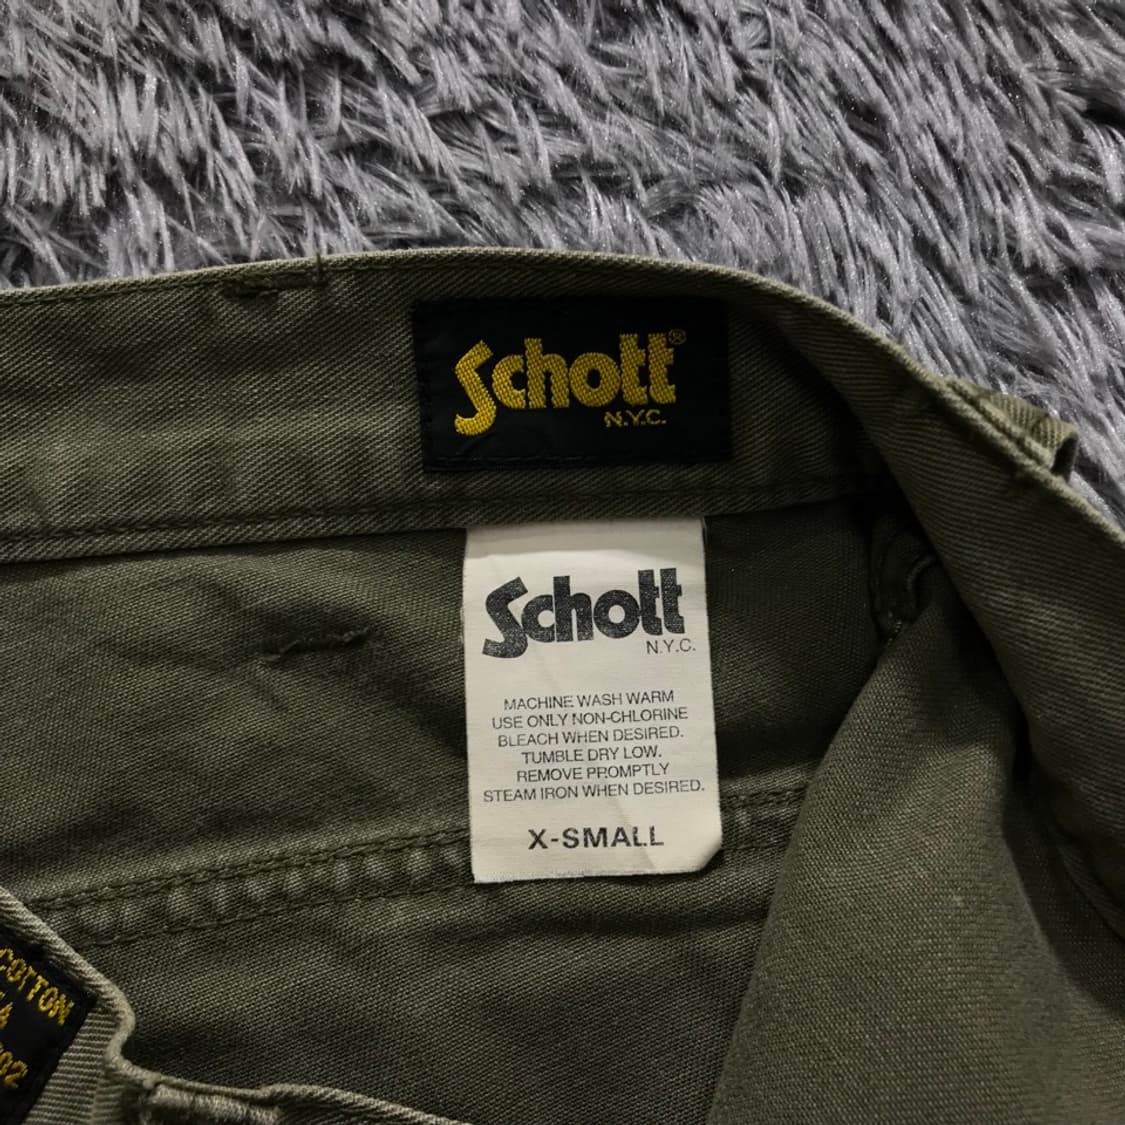 Schott®
N.Y.C.
Schott
N.Y.C.
MACHINE WASH WARM
USE ONLY NON-CHLORINE
BLEACH WHEN DESIRED.
TUMBLE DRY LOW.
REMOVE PROMPTLY
STEAM IRON WHEN DESIRED.
X-SMALL
COTTON